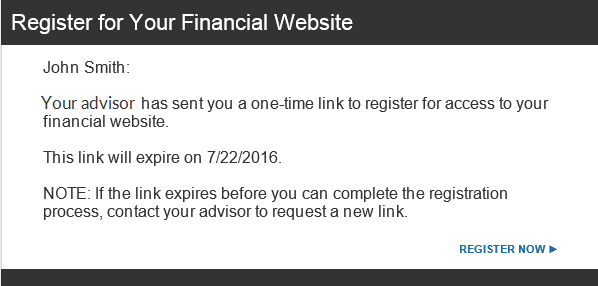 Register for Your Financial Website
John Smith:
Your advisor has sent you a one-time link to register for access to your
financial website.
This link will expire on 7/22/2016.
NOTE: If the link expires before you can complete the registration
process, contact your advisor to request a new link.
REGISTER NOW ►